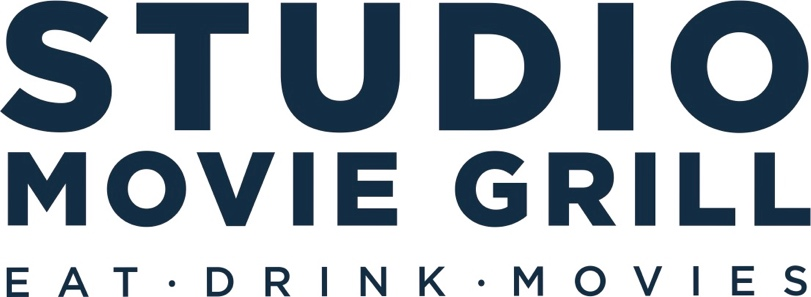 STUDIO
MOVIE GRILL
EAT · DRINK · MOVIES